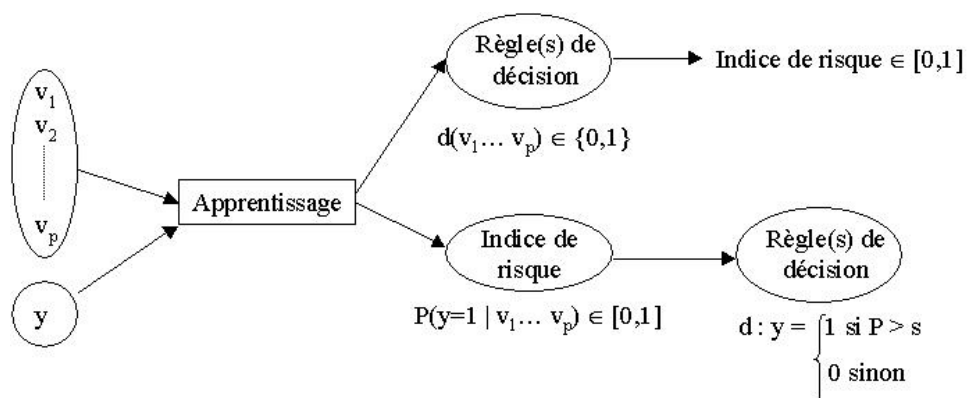 v₁
v₂
vₚ
y
Apprentissage
Règle(s) de
décision
d(v₁... vₚ) ∈ {0,1}
Indice de risque ∈ [0,1]
Indice de
risque
P(y=1 | v₁... vₚ) ∈ [0,1]
Règle(s) de
décision
d : y = { 1 si P > s
0 sinon